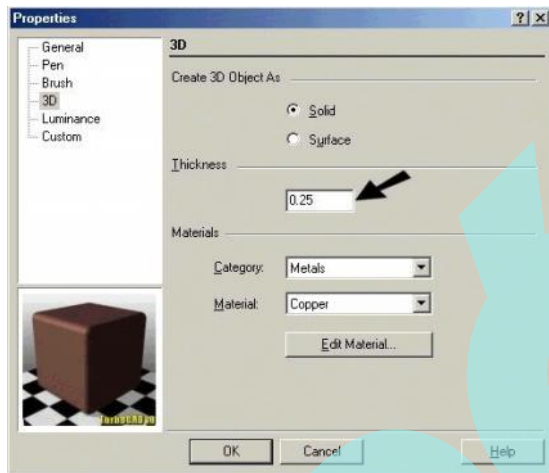 Properties
General
Pen
Brush
3D
Luminance
Custom
3D
Create 3D Object As
Solid
Surface
Thickness
0.25
Materials
Category: Metals
Material: Copper
Edit Material...
OK Cancel Help